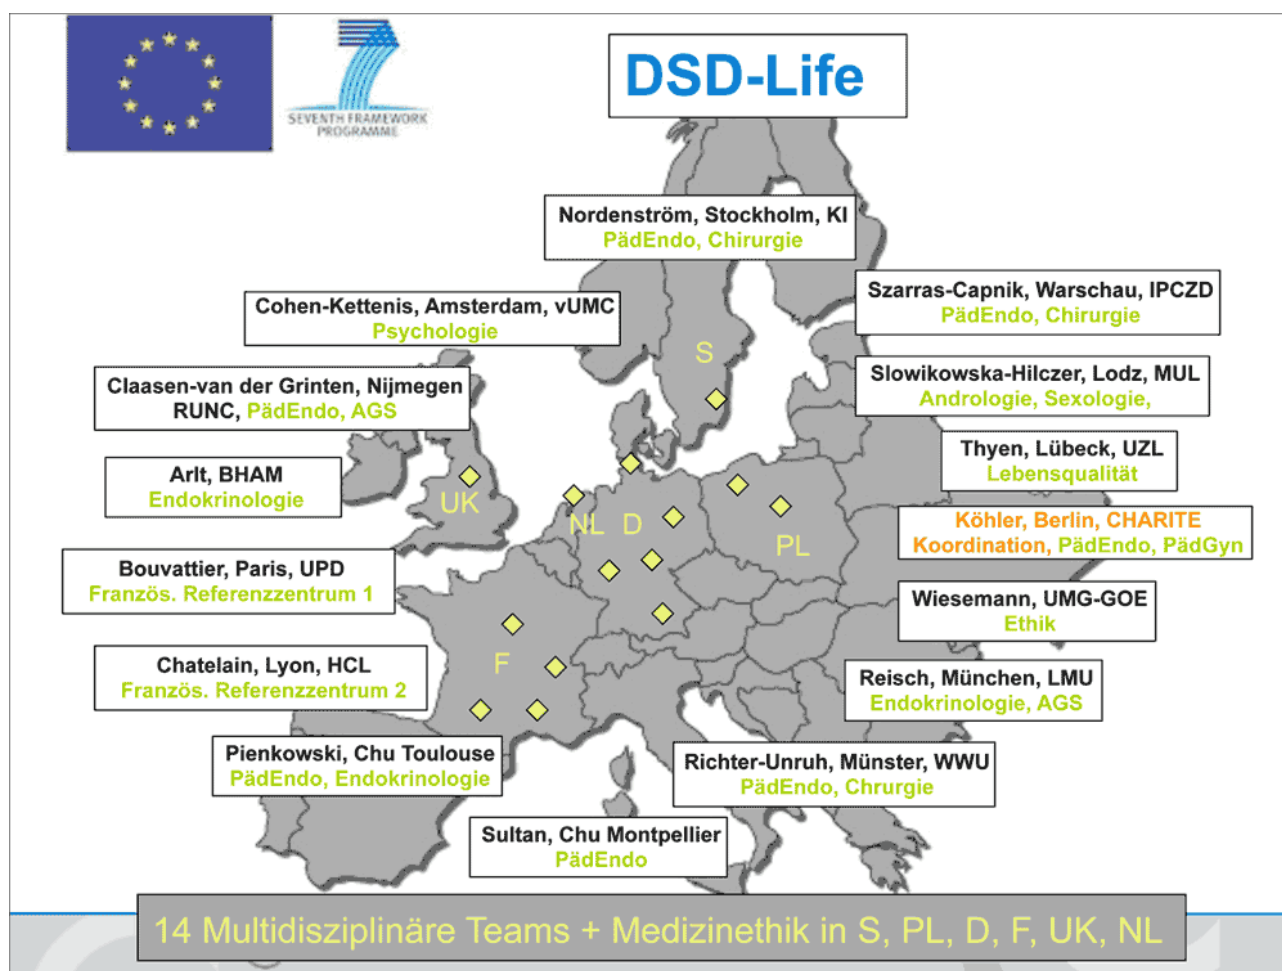 SEVENTH FRAMEWORK
PROGRAMME
DSD-Life
Nordenström, Stockholm, KI
PädEndo, Chirurgie
Szarras-Capnik, Warschau, IPCZD
PädEndo, Chirurgie
Cohen-Kettenis, Amsterdam, vUMC
Psychologie
S
Claasen-van der Grinten, Nijmegen
RUNC, PädEndo, AGS
Slowikowska-Hilczer, Lodz, MUL
Andrologie, Sexologie,
Thyen, Lübeck, UZL
Lebensqualität
Arlt, BHAM
Endokrinologie
UK
NL
D
PL
Köhler, Berlin, CHARITE
Koordination, PädEndo, PädGyn
Bouvattier, Paris, UPD
Französ. Referenzzentrum 1
Wiesemann, UMG-GOE
Ethik
Chatelain, Lyon, HCL
Französ. Referenzzentrum 2
F
Reisch, München, LMU
Endokrinologie, AGS
Pienkowski, Chu Toulouse
PädEndo, Endokrinologie
Richter-Unruh, Münster, WWU
PädEndo, Chrurgie
Sultan, Chu Montpellier
PädEndo
14 Multidisziplinäre Teams + Medizinethik in S, PL, D, F, UK, NL